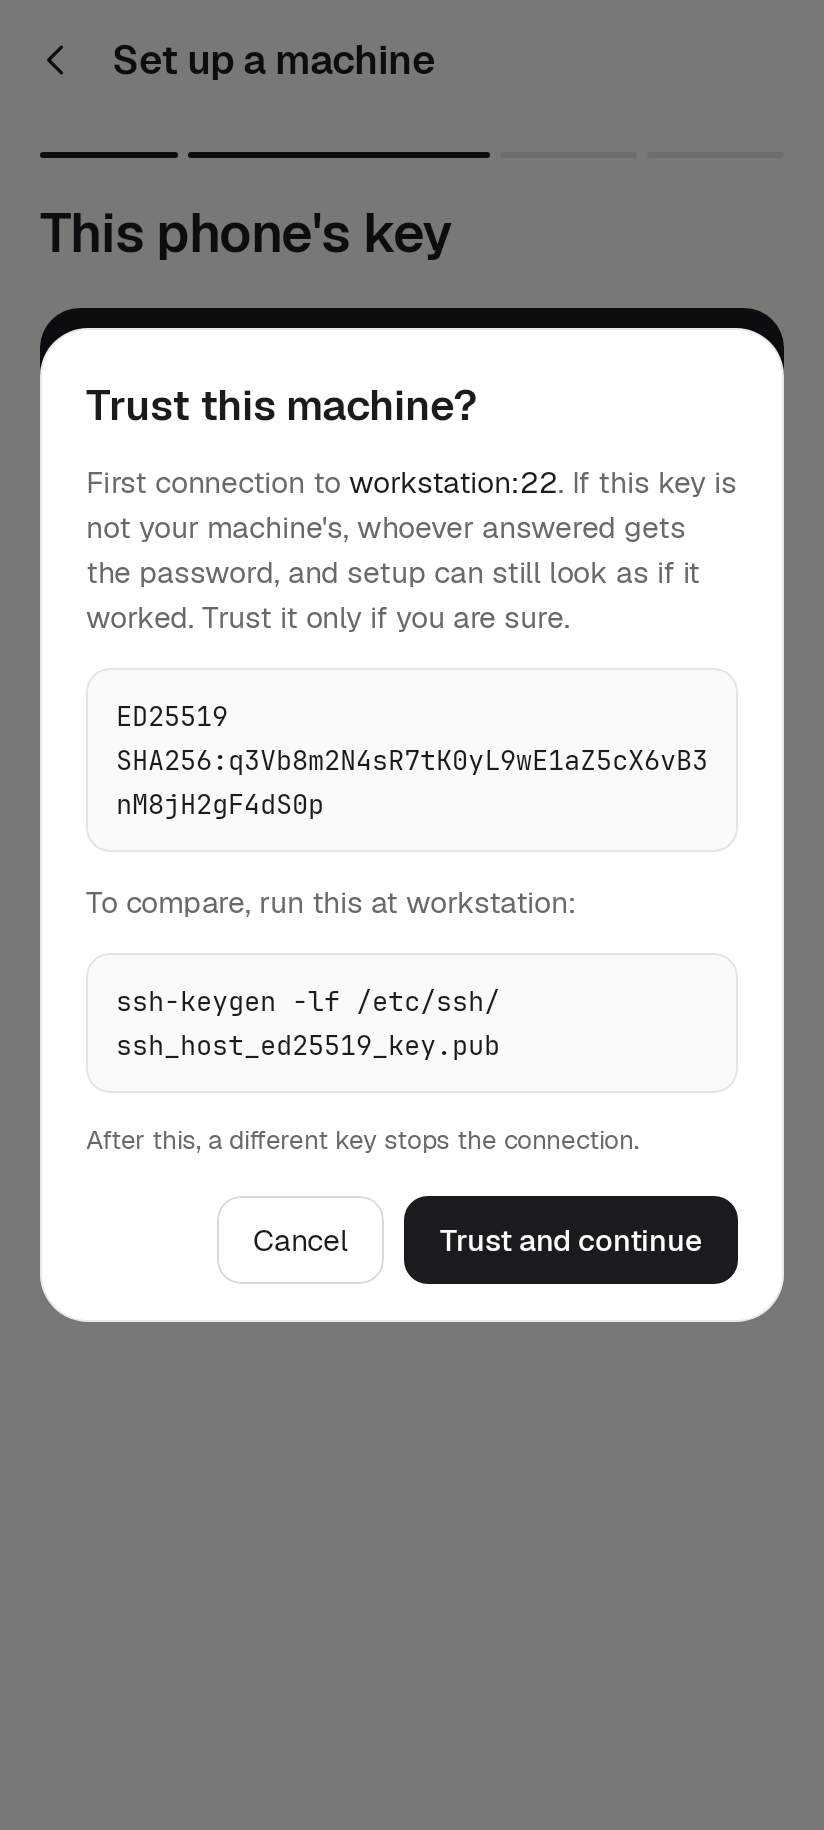 Set up a machine
This phone's key
Trust this machine?
First connection to workstation:22. If this key is
not your machine's, whoever answered gets
the password, and setup can still look as if it
worked. Trust it only if you are sure.
ED25519
SHA256:q3Vb8m2N4sR7tK0yL9wE1aZ5cX6vB3
nM8jH2gF4dS0p
To compare, run this at workstation:
ssh-keygen -lf /etc/ssh/
ssh_host_ed25519_key.pub
After this, a different key stops the connection.
Cancel
Trust and continue